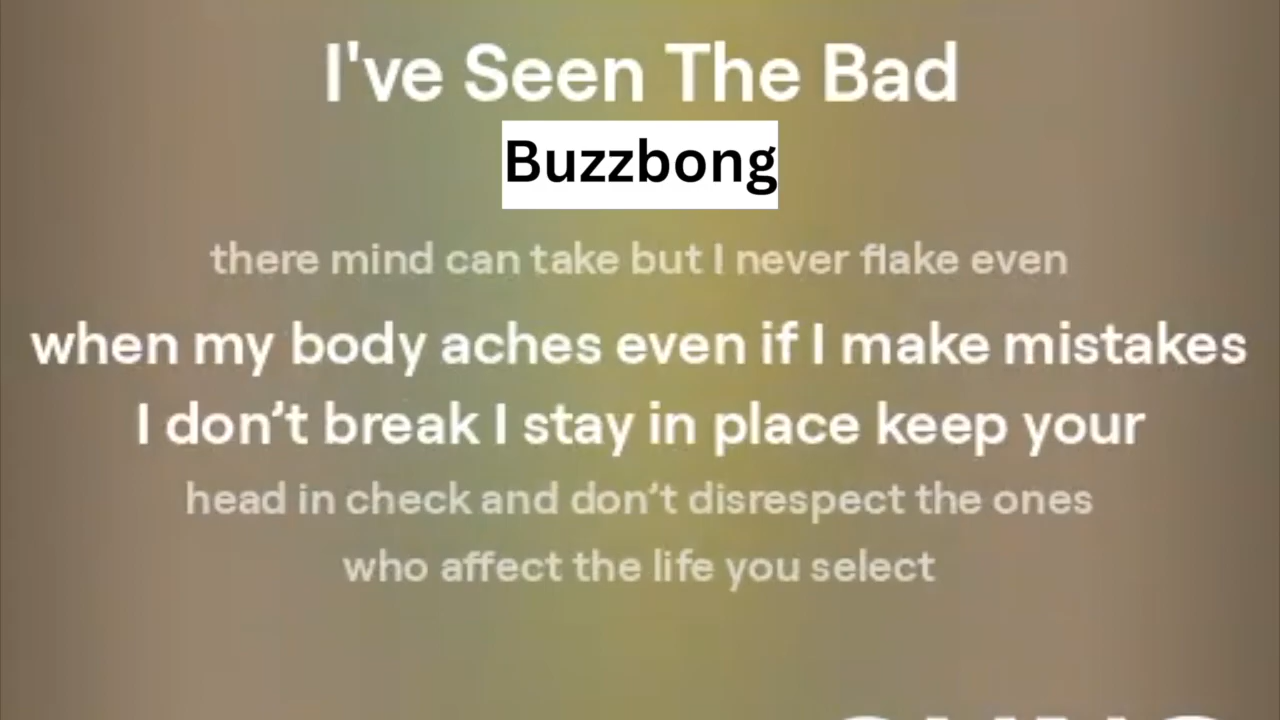 I've Seen The Bad
Buzzbong
there mind can take but I never flake even
when my body aches even if I make mistakes
I don’t break I stay in place keep your
head in check and don’t disrespect the ones
who affect the life you select